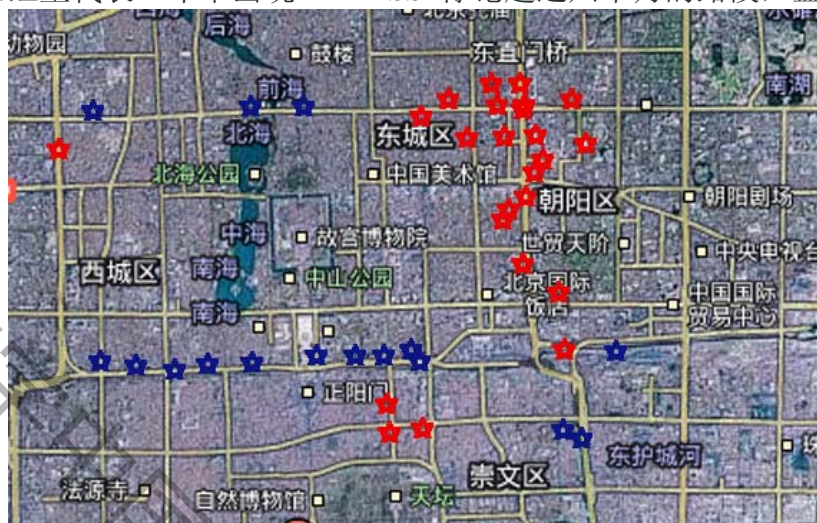 西海
后海
动物园
鼓楼
东直门桥
前海
南湖
北海
东城区
北海公园
中国美术馆
朝阳区
朝阳剧场
中海
故宫博物院
世贸天阶
中央电视台
西城区
南海
中山公园
北京国际
饭店
中国国际
贸易中心
南海
正阳门
东护城河
崇文区
法源寺
自然博物馆
天坛